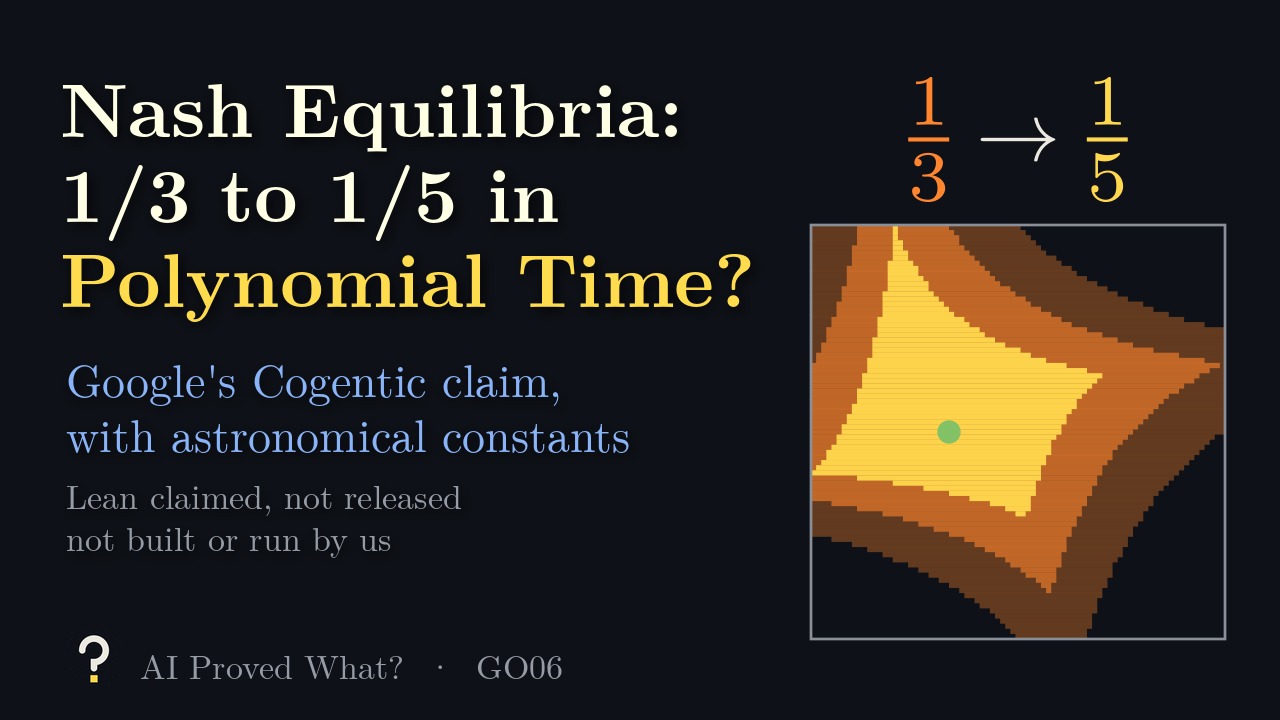 Nash Equilibria:
1/3 to 1/5 in
Polynomial Time?
Google's Cogentic claim,
with astronomical constants
Lean claimed, not released
not built or run by us
? AI Proved What? · GO06
1/3 → 1/5